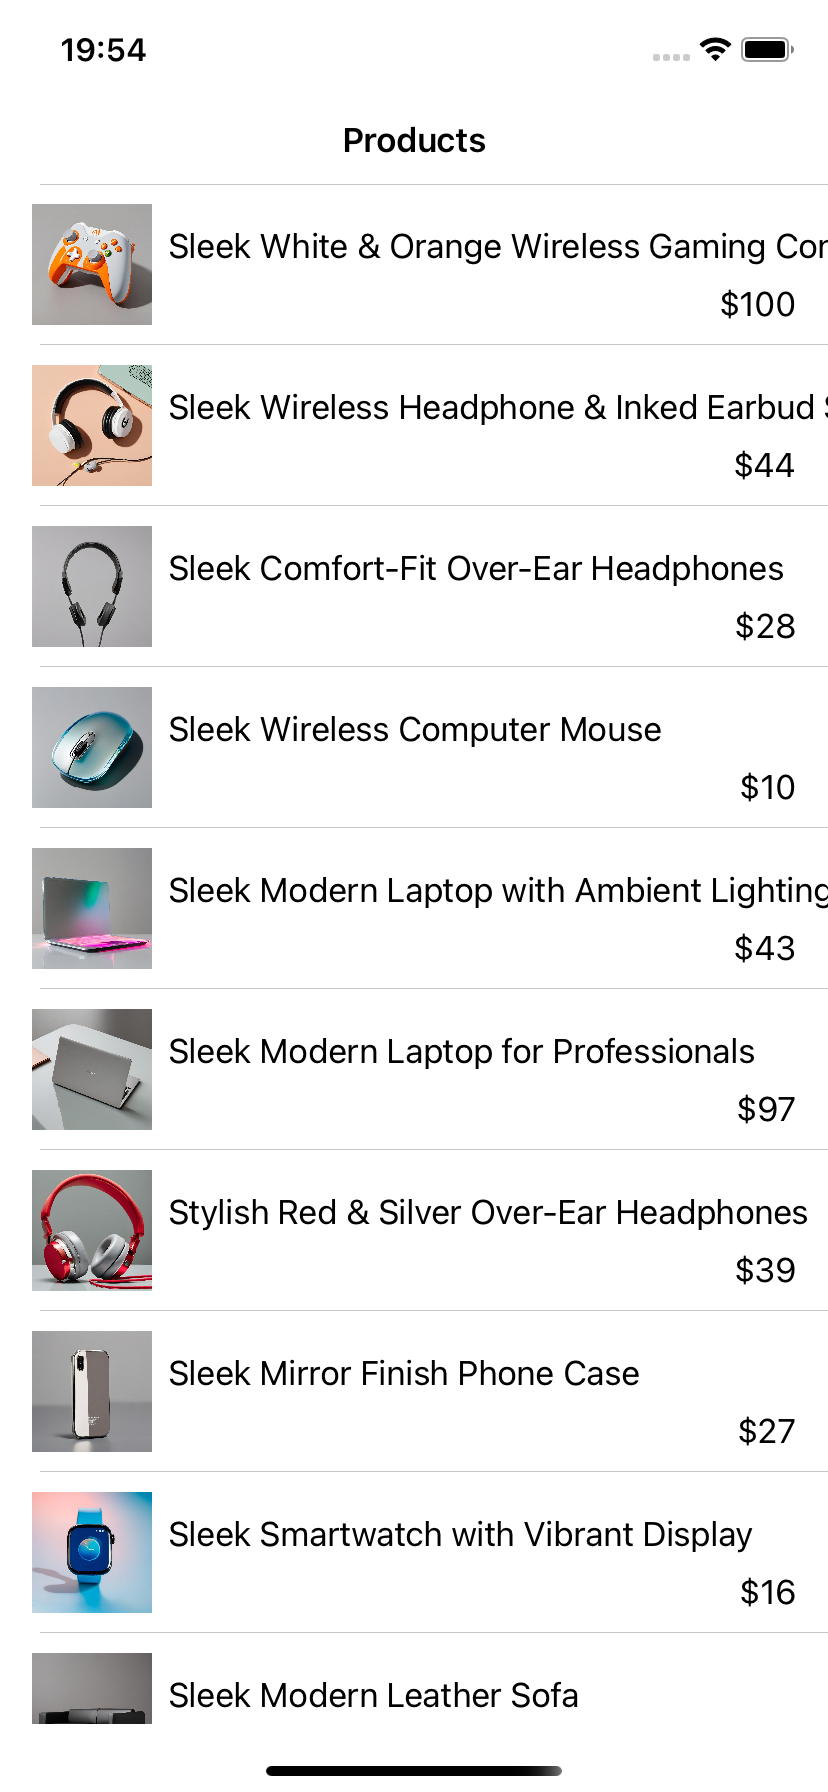 19:54
Products
Sleek White & Orange Wireless Gaming Con
$100
Sleek Wireless Headphone & Inked Earbud S
$44
Sleek Comfort-Fit Over-Ear Headphones
$28
Sleek Wireless Computer Mouse
$10
Sleek Modern Laptop with Ambient Lighting
$43
Sleek Modern Laptop for Professionals
$97
Stylish Red & Silver Over-Ear Headphones
$39
Sleek Mirror Finish Phone Case
$27
Sleek Smartwatch with Vibrant Display
$16
Sleek Modern Leather Sofa